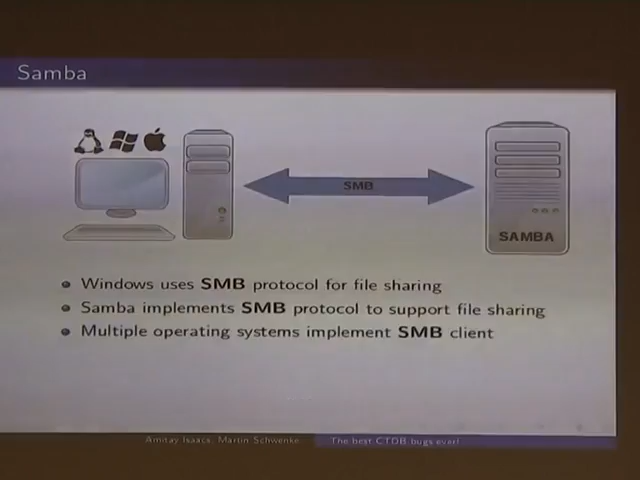 Samba
SMB
SAMBA
Windows uses SMB protocol for file sharing
Samba implements SMB protocol to support file sharing
Multiple operating systems implement SMB client
Amitay Isaacs, Martin Schwenke
The best CTDB bugs ever!